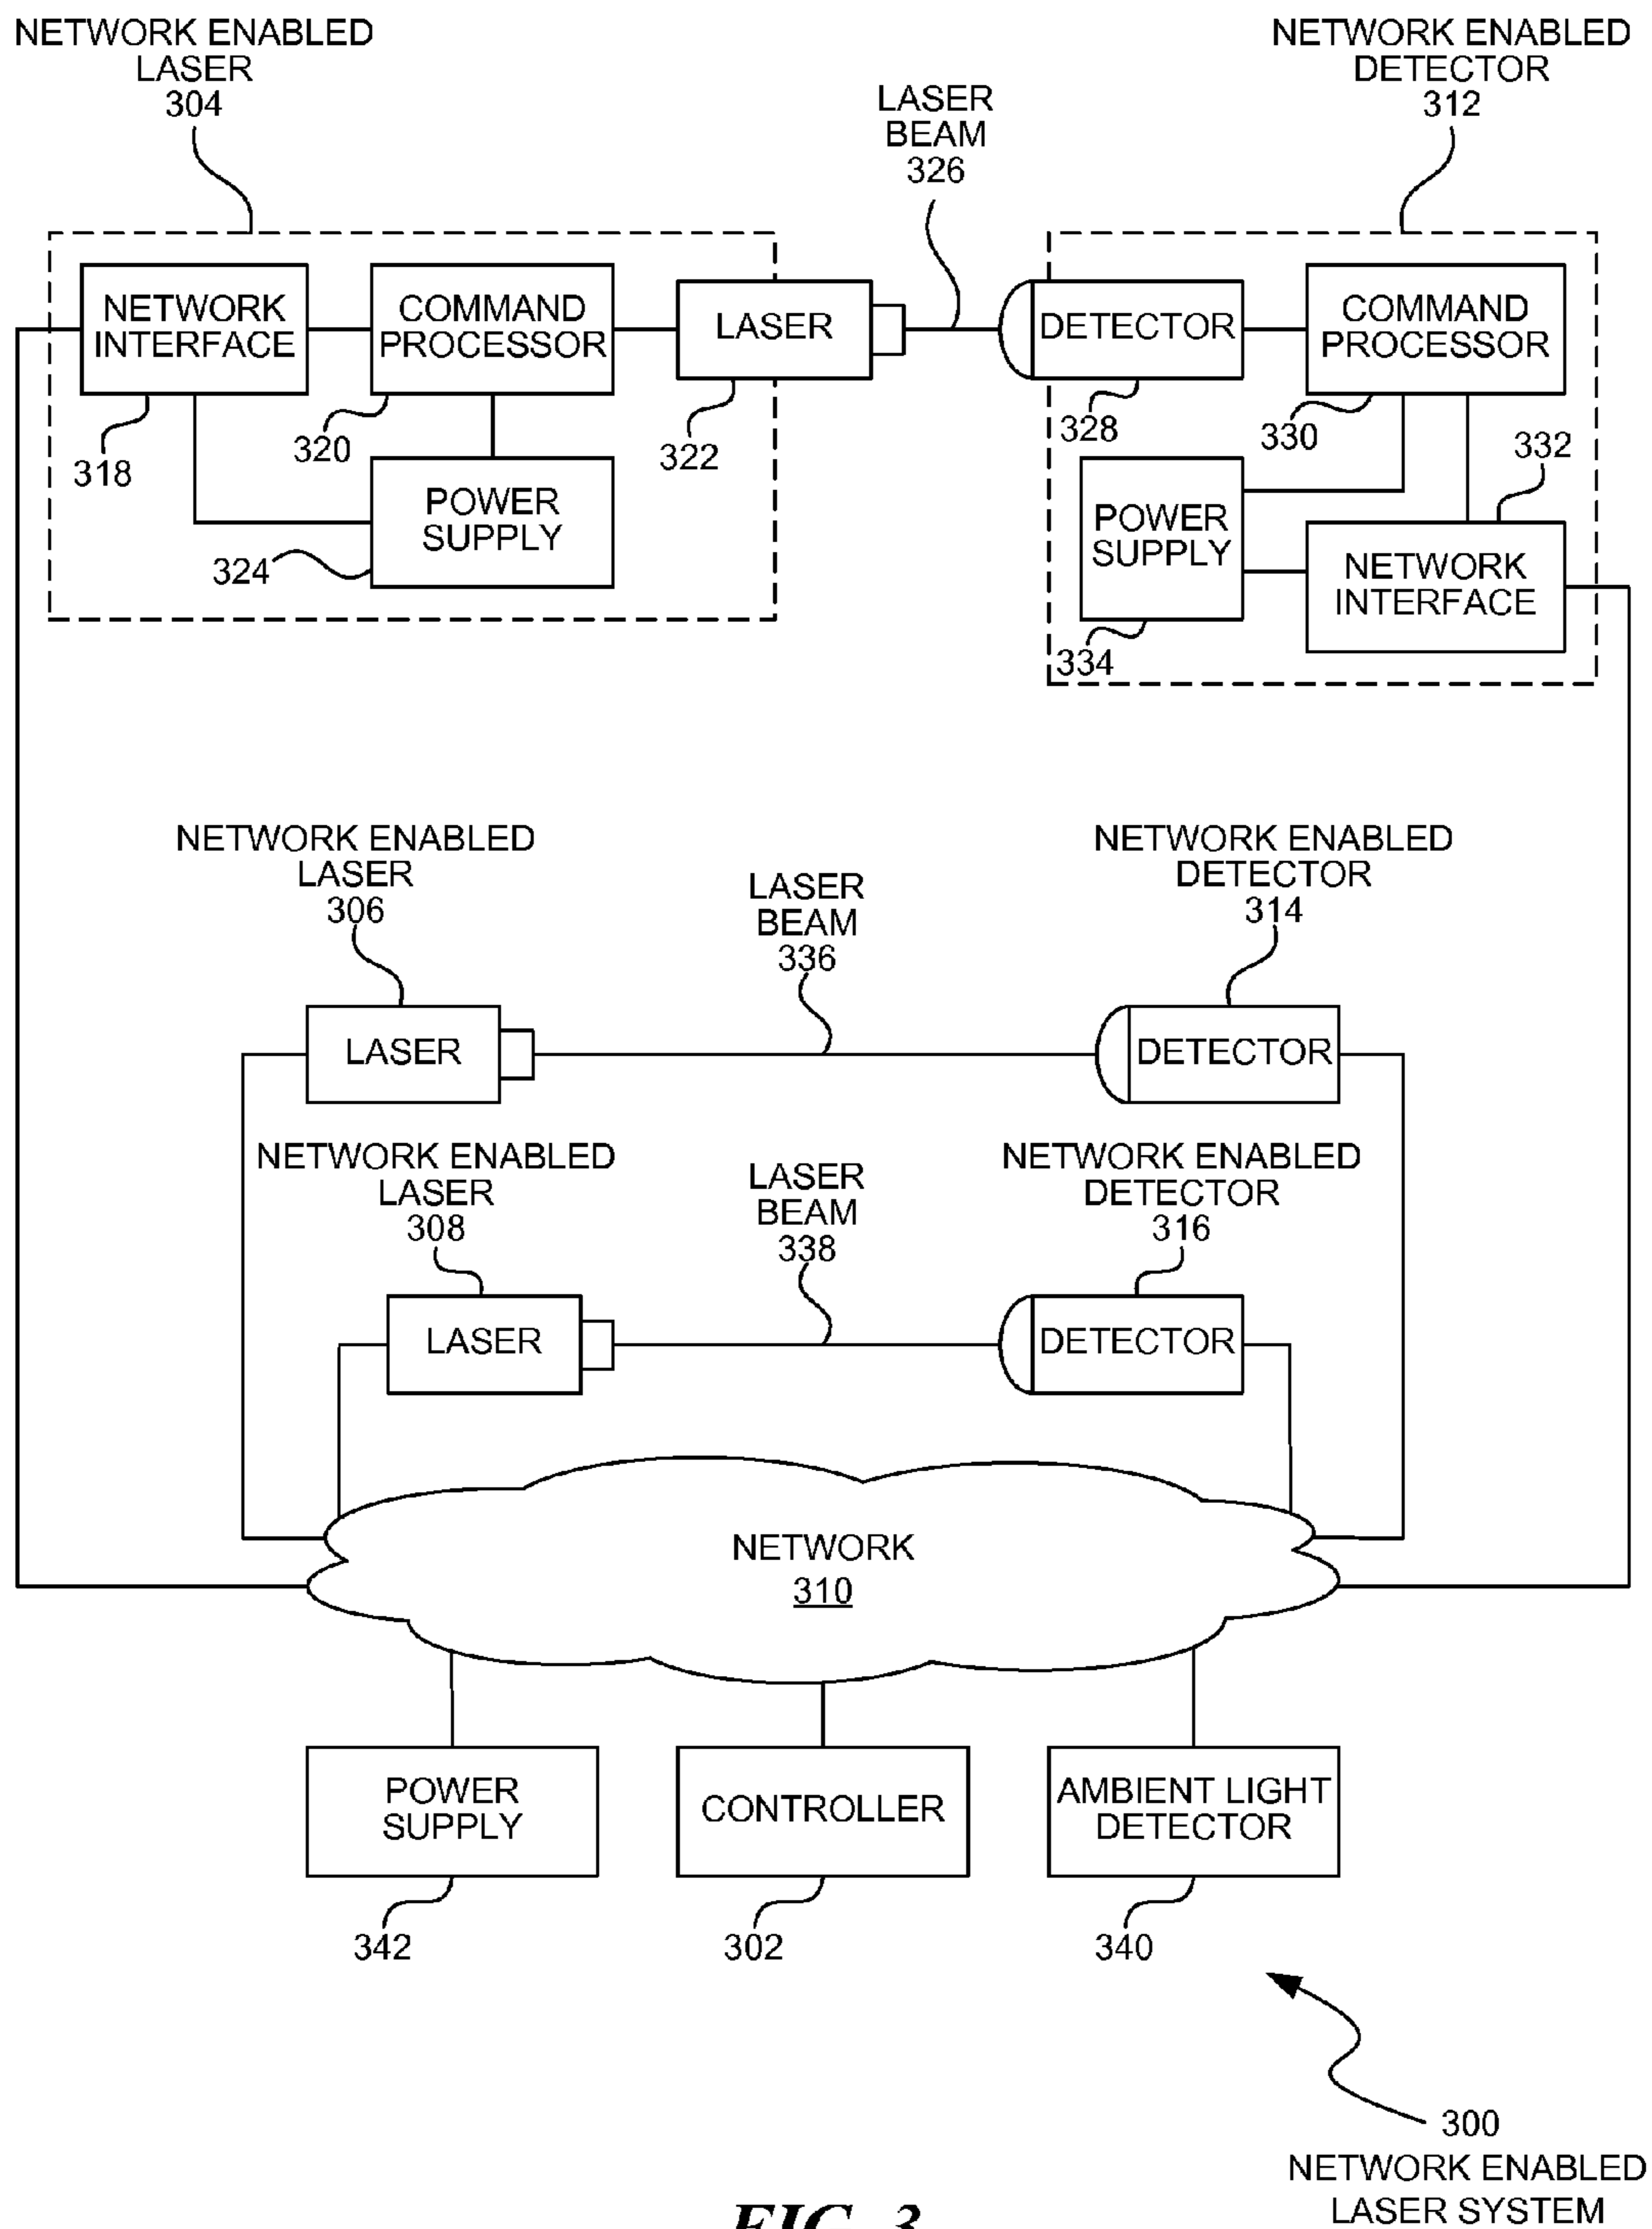 NETWORK ENABLED
LASER
304
NETWORK ENABLED
DETECTOR
312
LASER
BEAM
326
NETWORK
INTERFACE
COMMAND
PROCESSOR
LASER
DETECTOR
COMMAND
PROCESSOR
318
320
322
328
330
332
POWER
SUPPLY
324
POWER
SUPPLY
NETWORK
INTERFACE
334
NETWORK ENABLED
LASER
306
LASER
BEAM
336
NETWORK ENABLED
DETECTOR
314
LASER
DETECTOR
NETWORK ENABLED
LASER
308
LASER
BEAM
338
NETWORK ENABLED
DETECTOR
316
LASER
DETECTOR
NETWORK
310
POWER
SUPPLY
CONTROLLER
AMBIENT LIGHT
DETECTOR
342
302
340
300
NETWORK ENABLED
LASER SYSTEM
FIG. 3